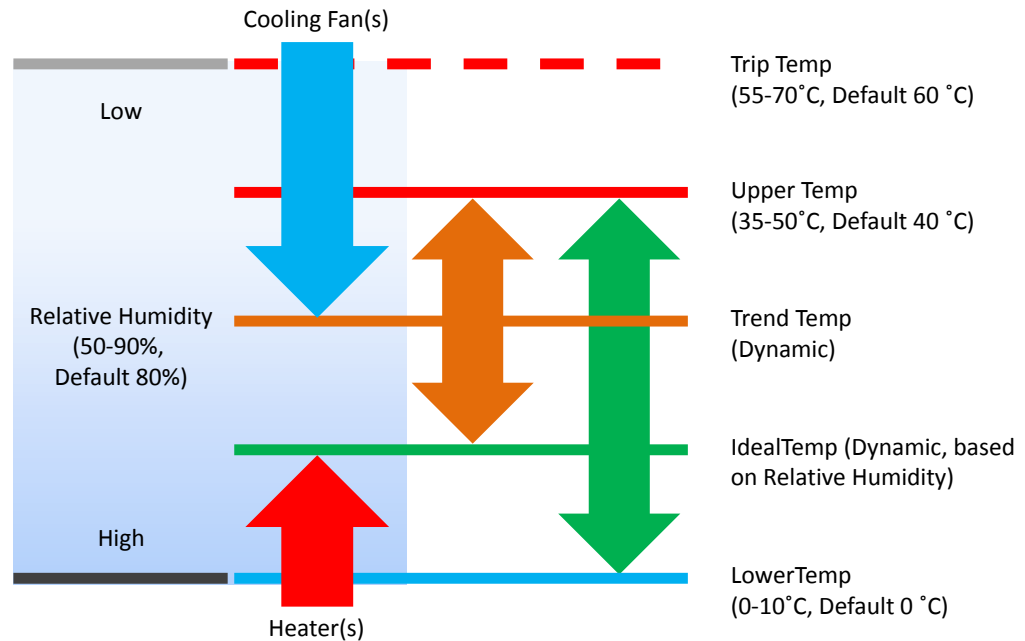 Cooling Fan(s)
Low
Relative Humidity
(50-90%,
Default 80%)
High
Heater(s)
Trip Temp
(55-70˚C, Default 60 ˚C)
Upper Temp
(35-50˚C, Default 40 ˚C)
Trend Temp
(Dynamic)
IdealTemp (Dynamic, based
on Relative Humidity)
LowerTemp
(0-10˚C, Default 0 ˚C)